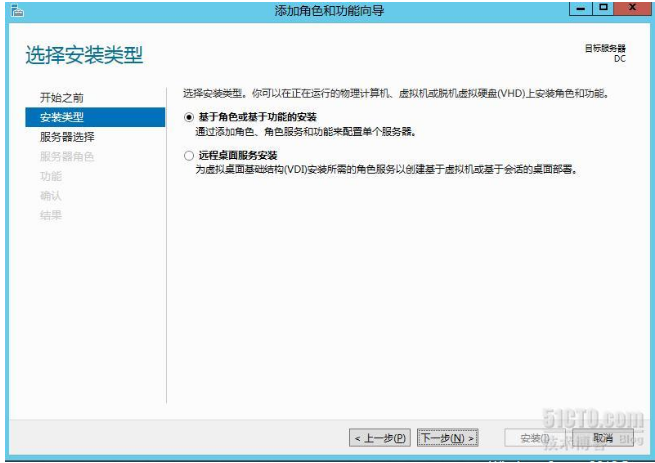 添加角色和功能向导
选择安装类型
目标服务器
DC
开始之前
安装类型
服务器选择
服务器角色
功能
确认
结果
选择安装类型。你可以在正在运行的物理计算机、虚拟机或脱机虚拟硬盘(VHD)上安装角色和功能。
基于角色或基于功能的安装
通过添加角色、角色服务和功能来配置单个服务器。
远程桌面服务安装
为虚拟桌面基础结构(VDI)安装所需的角色服务以创建基于虚拟机或基于会话的桌面部署。
< 上一步(P) 下一步(N) > 安装(I) 取消
51CTO.com
技术博客 Blog